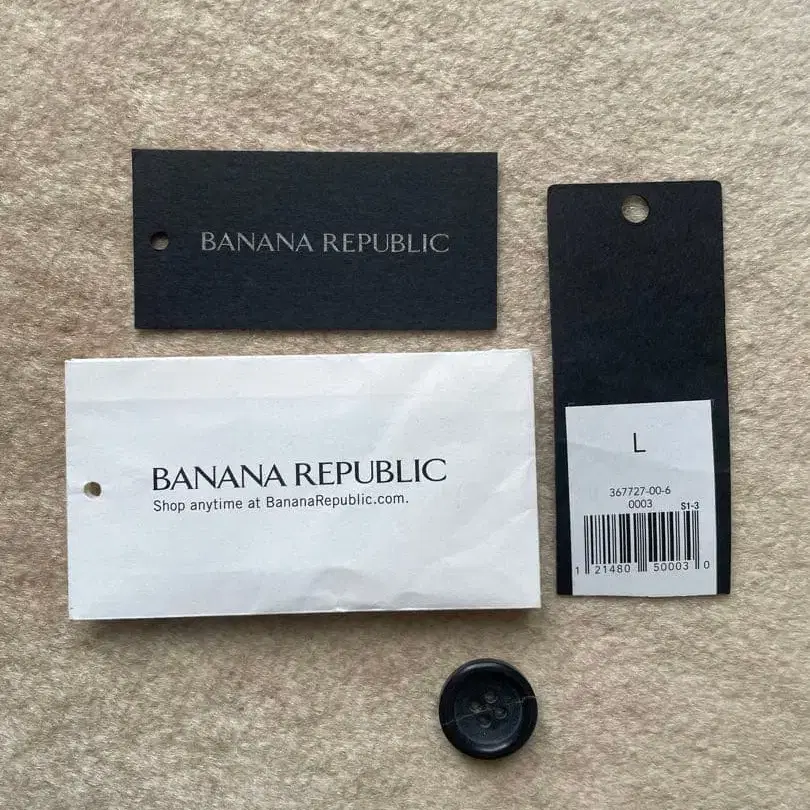 BANANA REPUBLIC
BANANA REPUBLIC
Shop anytime at BananaRepublic.com.
L
367727-00-6
0003
S1-3
1 21480 50003 0